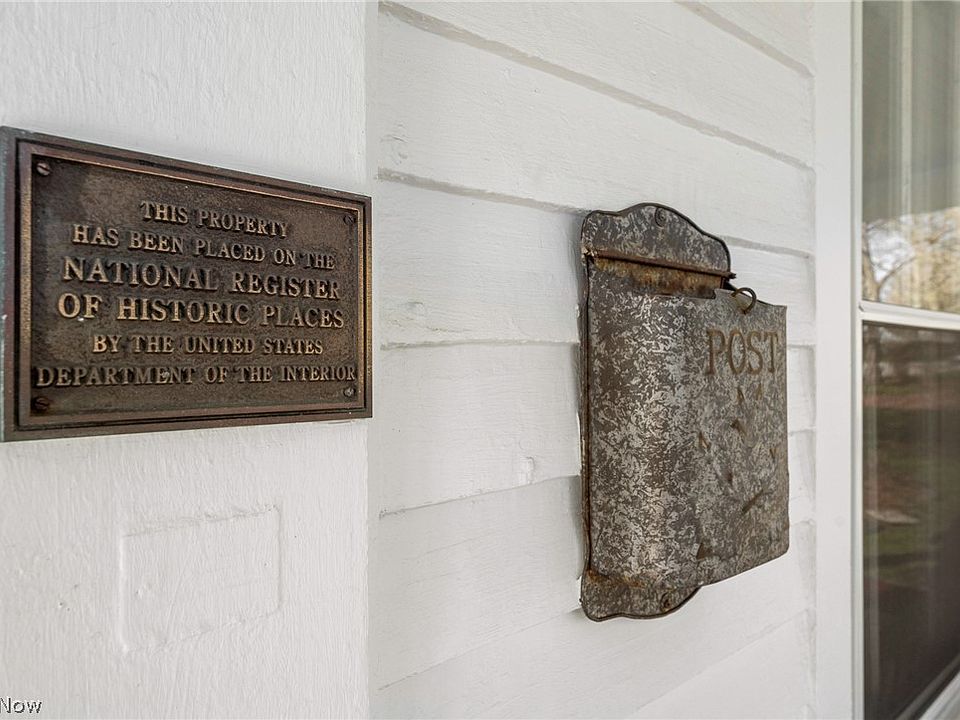 THIS PROPERTY
HAS BEEN PLACED ON THE
NATIONAL REGISTER
OF HISTORIC PLACES
BY THE UNITED STATES
DEPARTMENT OF THE INTERIOR
POST
Now